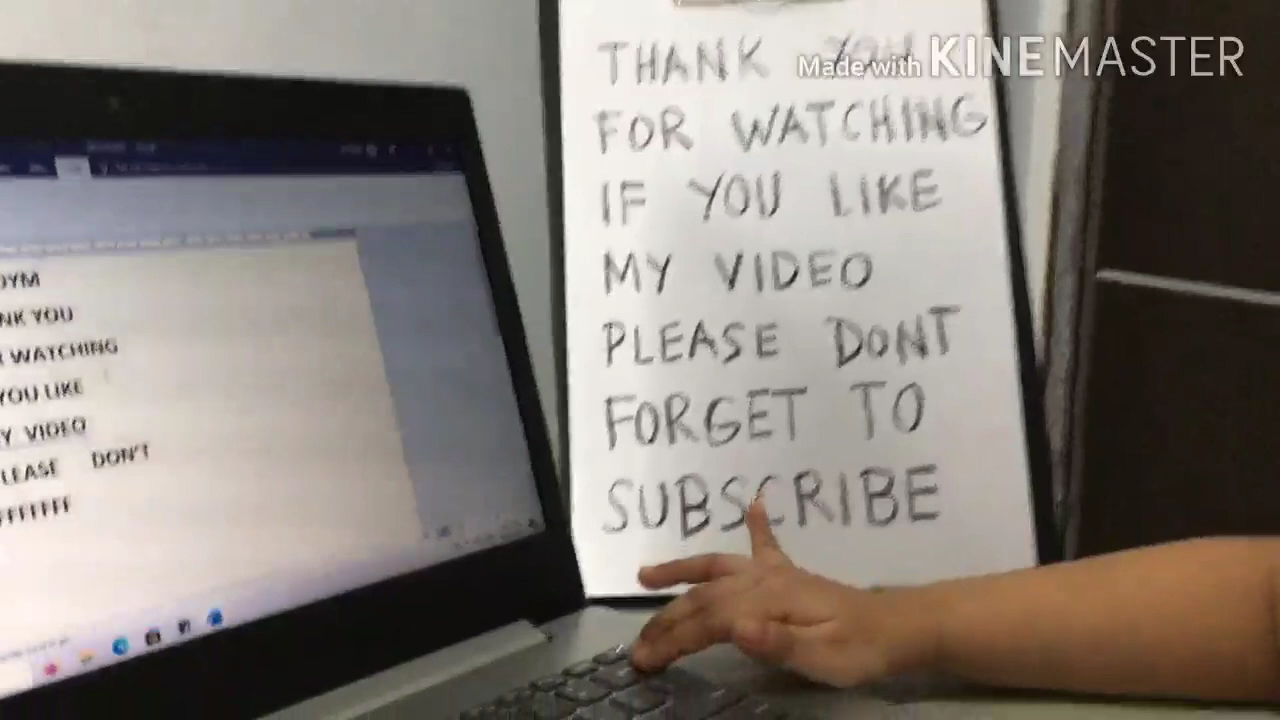 THANK YOU
FOR WATCHING
IF YOU LIKE
MY VIDEO
PLEASE DONT
FORGET TO
SUBSCRIBE
Made with KINEMASTER
NK YOU
WATCHING
YOU LIKE
Y VIDEO
LEASE DON'T
FFFFFFF